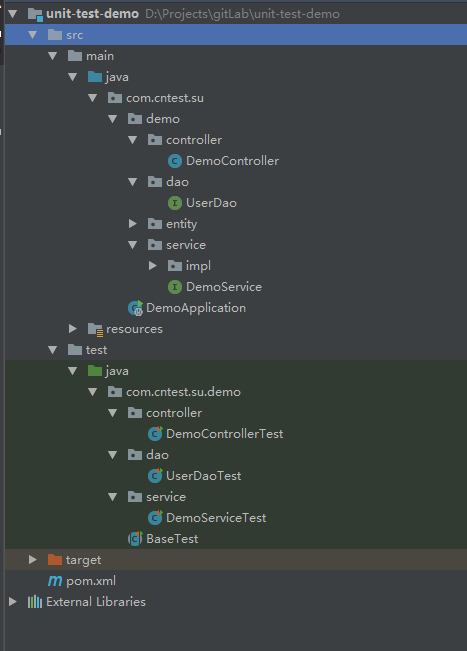 unit-test-demo D:\Projects\gitLab\unit-test-demo
src
main
java
com.cntest.su
demo
controller
DemoController
dao
UserDao
entity
service
impl
DemoService
DemoApplication
resources
test
java
com.cntest.su.demo
controller
DemoControllerTest
dao
UserDaoTest
service
DemoServiceTest
BaseTest
target
pom.xml
External Libraries